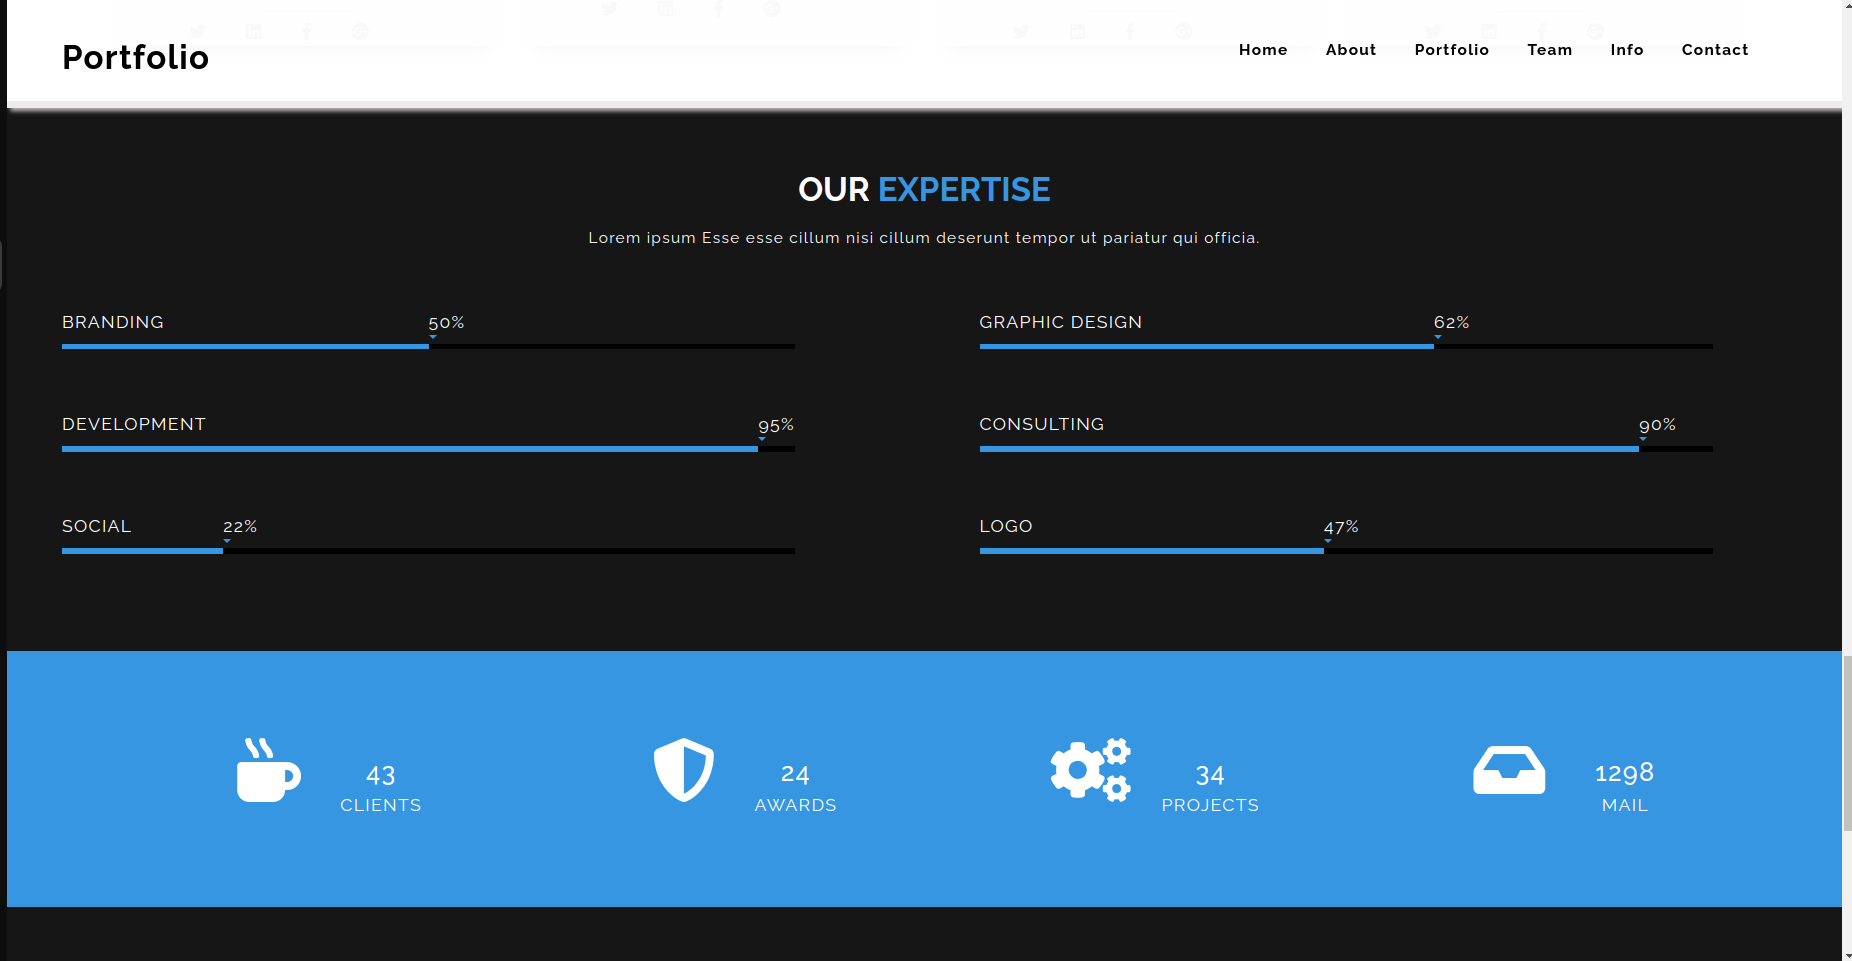 Portfolio
Home About Portfolio Team Info Contact
OUR EXPERTISE
Lorem ipsum Esse esse cillum nisi cillum deserunt tempor ut pariatur qui officia.
BRANDING 50%
GRAPHIC DESIGN 62%
DEVELOPMENT 95%
CONSULTING 90%
SOCIAL 22%
LOGO 47%
43
CLIENTS
24
AWARDS
34
PROJECTS
1298
MAIL